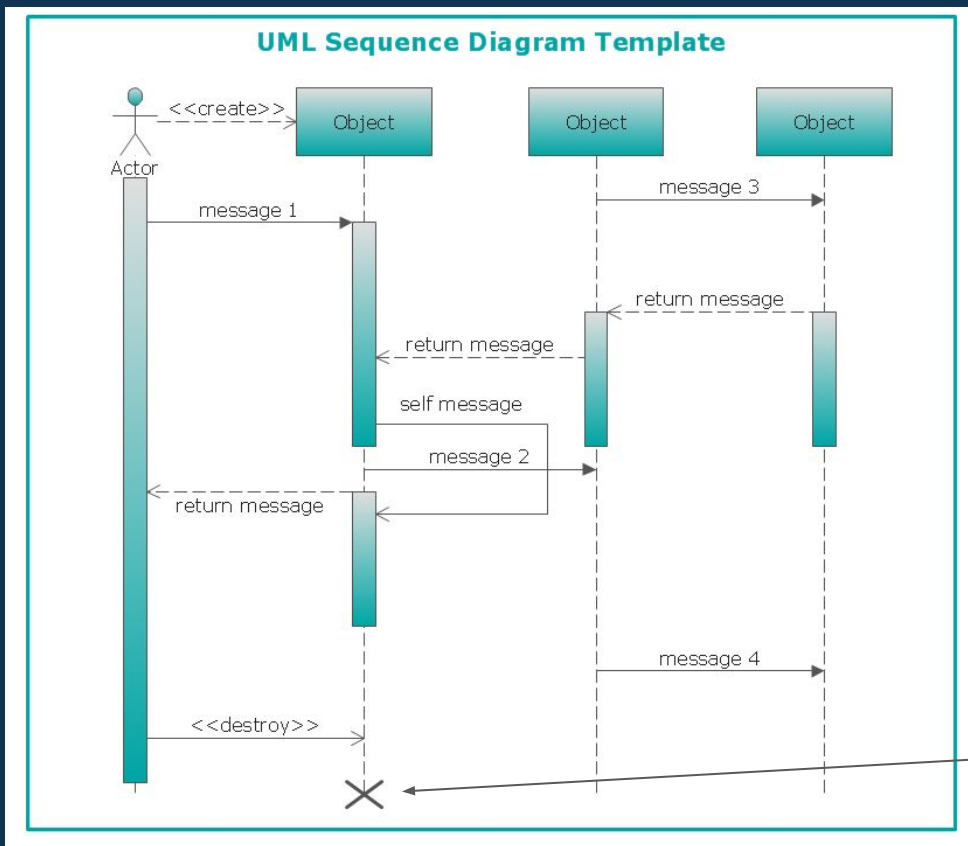 UML Sequence Diagram Template
<<create>>
Object
Object
Object
Actor
message 3
message 1
return message
return message
self message
message 2
return message
message 4
<<destroy>>